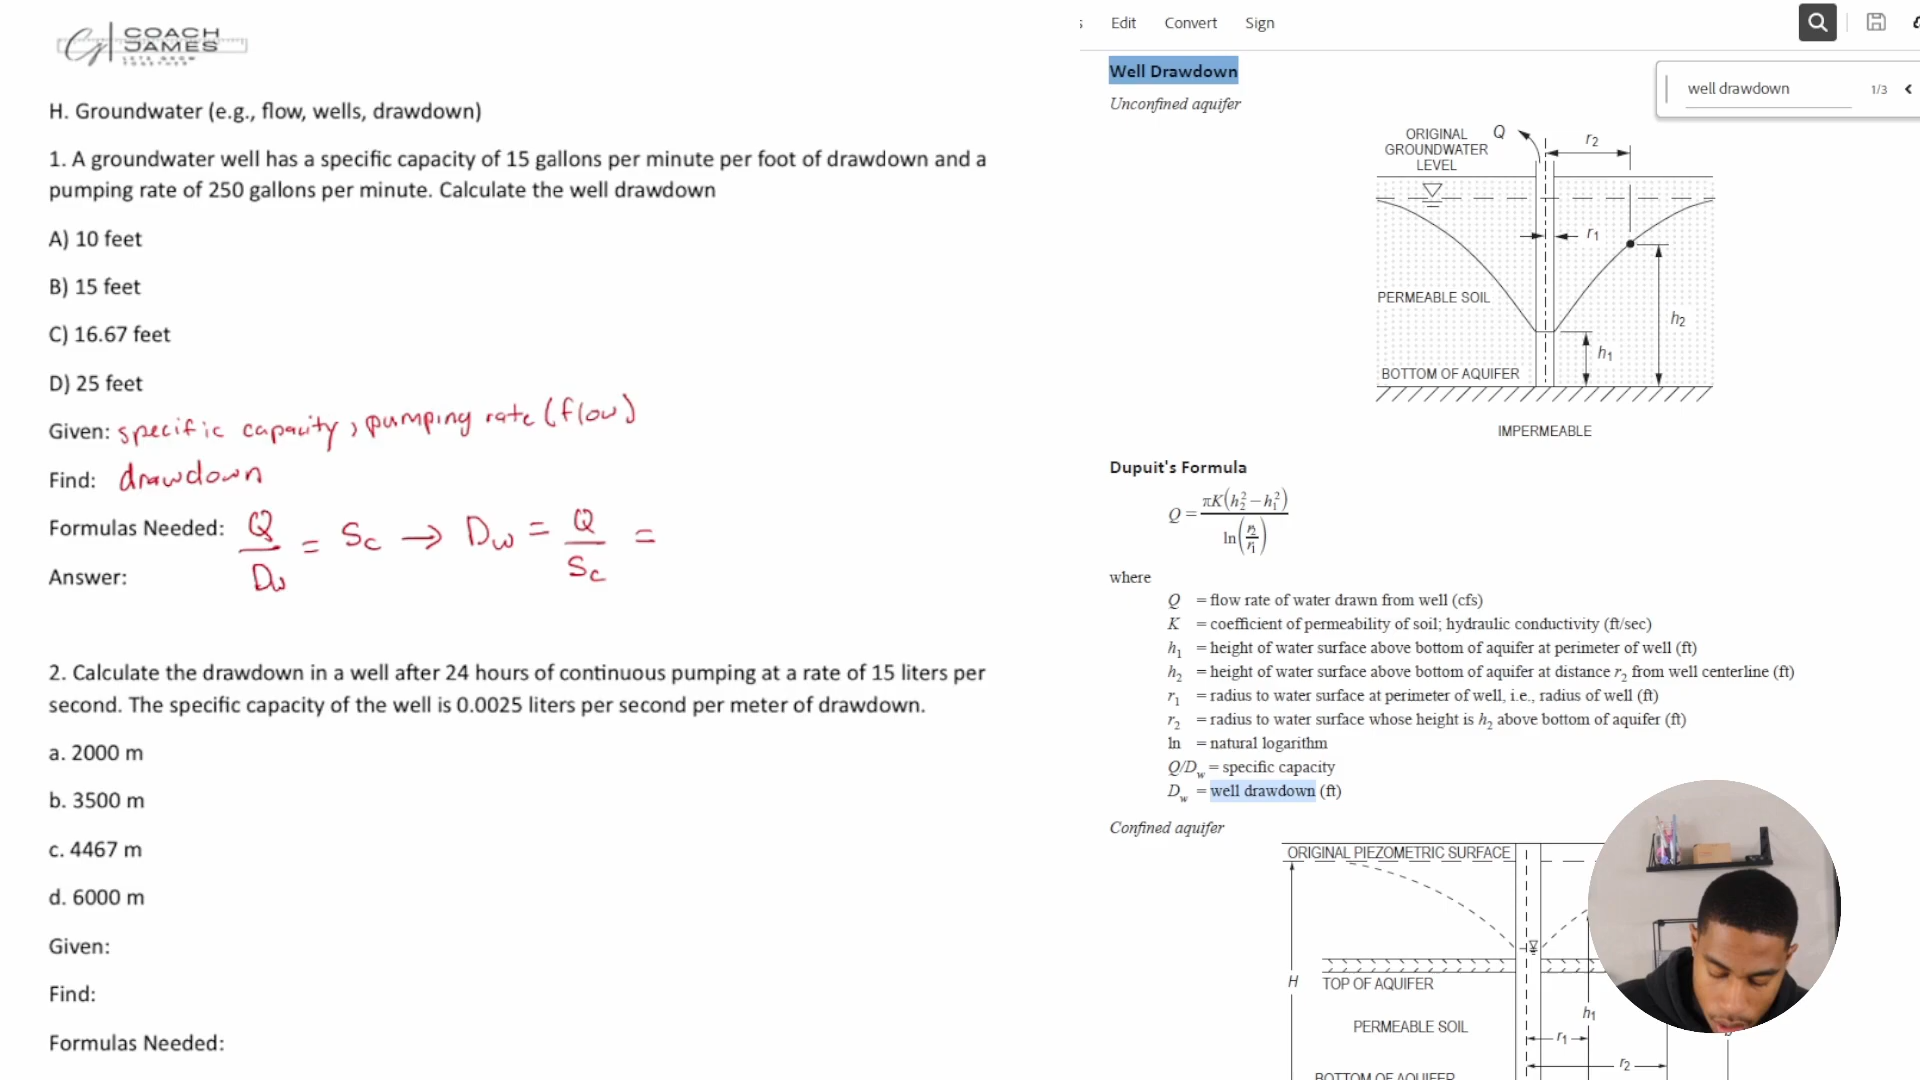 COACH
JAMES
LETS GROW
TOGETHER
H. Groundwater (e.g., flow, wells, drawdown)
1. A groundwater well has a specific capacity of 15 gallons per minute per foot of drawdown and a
pumping rate of 250 gallons per minute. Calculate the well drawdown
A) 10 feet
B) 15 feet
C) 16.67 feet
D) 25 feet
Given: specific capacity, pumping rate (flow)
Find: drawdown
Formulas Needed: Q/Dw = Sc → Dw = Q/Sc =
Answer:
2. Calculate the drawdown in a well after 24 hours of continuous pumping at a rate of 15 liters per
second. The specific capacity of the well is 0.0025 liters per second per meter of drawdown.
a. 2000 m
b. 3500 m
c. 4467 m
d. 6000 m
Given:
Find:
Formulas Needed:
Edit Convert Sign
well drawdown 1/3
Well Drawdown
Unconfined aquifer
ORIGINAL
GROUNDWATER
LEVEL
Q
r2
r1
PERMEABLE SOIL
h2
h1
BOTTOM OF AQUIFER
IMPERMEABLE
Dupuit's Formula
Q = πK(h2² – h1²) / ln(r2/r1)
where
Q = flow rate of water drawn from well (cfs)
K = coefficient of permeability of soil; hydraulic conductivity (ft/sec)
h1 = height of water surface above bottom of aquifer at perimeter of well (ft)
h2 = height of water surface above bottom of aquifer at distance r2 from well centerline (ft)
r1 = radius to water surface at perimeter of well, i.e., radius of well (ft)
r2 = radius to water surface whose height is h2 above bottom of aquifer (ft)
ln = natural logarithm
Q/Dw = specific capacity
Dw = well drawdown (ft)
Confined aquifer
ORIGINAL PIEZOMETRIC SURFACE
H
TOP OF AQUIFER
h1
PERMEABLE SOIL
r1
r2
BOTTOM OF AQUIFER